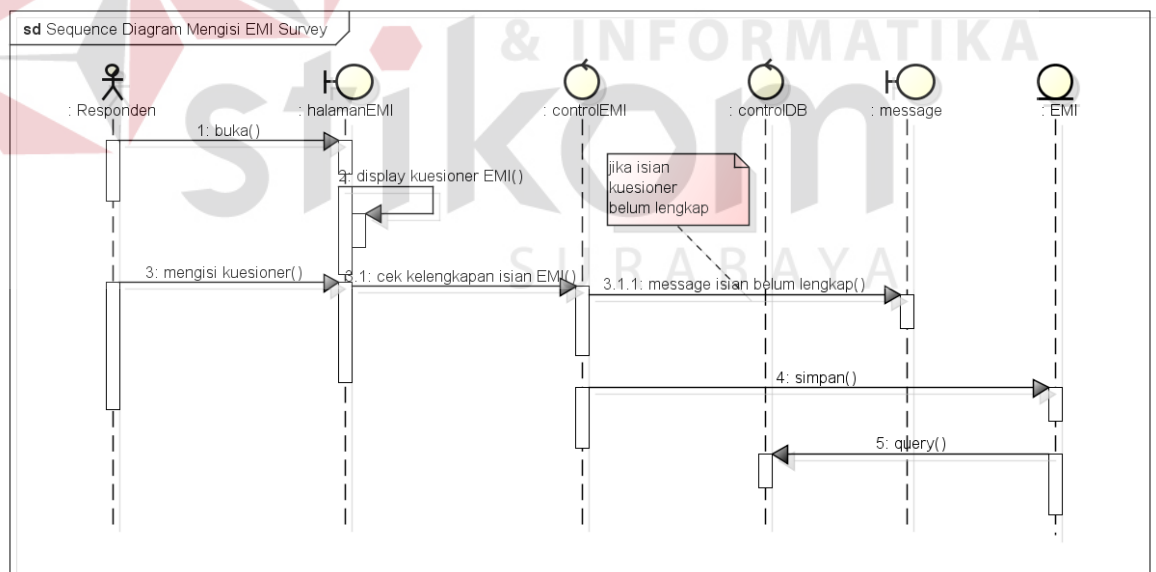 sd Sequence Diagram Mengisi EMI Survey
& INFORMATIKA
stikom
SURABAYA
: Responden
: halamanEMI
: controlEMI
: controlDB
: message
: EMI
1: buka()
2: display kuesioner EMI()
jika isian
kuesioner
belum lengkap
3: mengisi kuesioner()
3.1: cek kelengkapan isian EMI()
3.1.1: message isian belum lengkap()
4: simpan()
5: query()